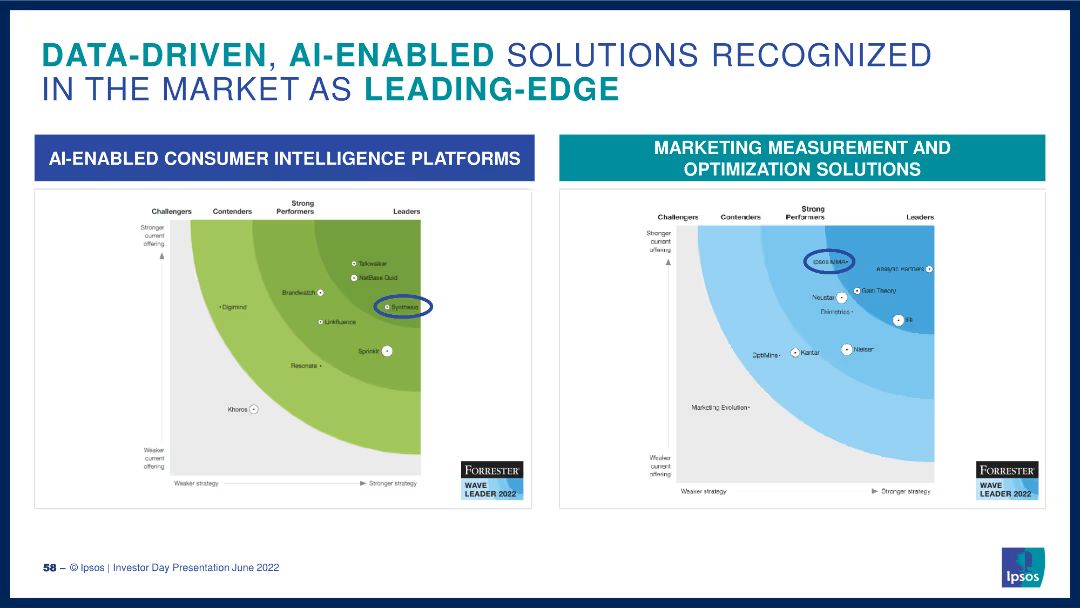 DATA-DRIVEN, AI-ENABLED SOLUTIONS RECOGNIZED
IN THE MARKET AS LEADING-EDGE
AI-ENABLED CONSUMER INTELLIGENCE PLATFORMS
Challengers
Contenders
Strong
Performers
Leaders
Stronger
current
offering
Talkwalker
NetBase Quid
Brandwatch
Synthesio
Digimind
Linkfluence
Sprinklr
Resonate
Khoros
Weaker
current
offering
Weaker strategy
Stronger strategy
FORRESTER
WAVE
LEADER 2022
MARKETING MEASUREMENT AND
OPTIMIZATION SOLUTIONS
Challengers
Contenders
Strong
Performers
Leaders
Stronger
current
offering
Ipsos MMA
Analytic Partners
Gain Theory
Neustar
Ekimetrics
IRI
Nielsen
Kantar
OptiMine
Marketing Evolution
Weaker
current
offering
Weaker strategy
Stronger strategy
FORRESTER
WAVE
LEADER 2022
58 – © Ipsos | Investor Day Presentation June 2022
Ipsos